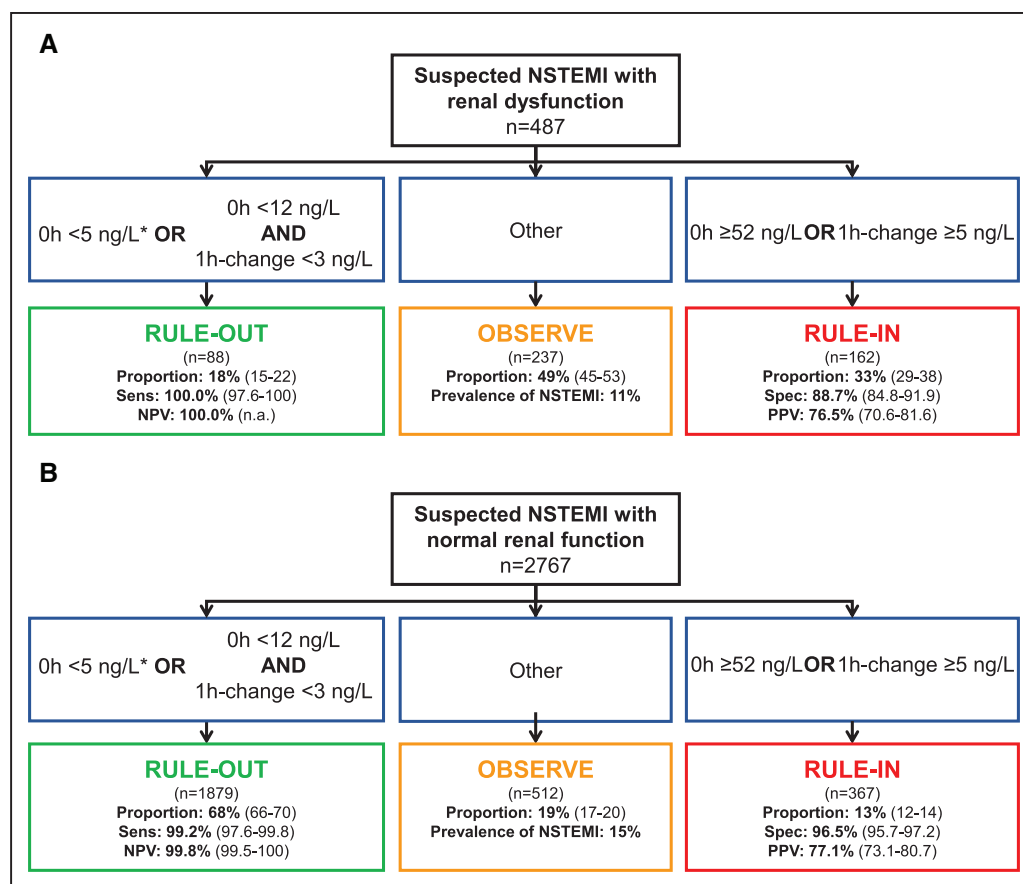 A
Suspected NSTEMI with
renal dysfunction
n=487
0h <5 ng/L* OR
0h <12 ng/L
AND
1h-change <3 ng/L
Other
0h ≥52 ng/L OR 1h-change ≥5 ng/L
RULE-OUT
(n=88)
Proportion: 18% (15-22)
Sens: 100.0% (97.6-100)
NPV: 100.0% (n.a.)
OBSERVE
(n=237)
Proportion: 49% (45-53)
Prevalence of NSTEMI: 11%
RULE-IN
(n=162)
Proportion: 33% (29-38)
Spec: 88.7% (84.8-91.9)
PPV: 76.5% (70.6-81.6)
B
Suspected NSTEMI with
normal renal function
n=2767
0h <5 ng/L* OR
0h <12 ng/L
AND
1h-change <3 ng/L
Other
0h ≥52 ng/L OR 1h-change ≥5 ng/L
RULE-OUT
(n=1879)
Proportion: 68% (66-70)
Sens: 99.2% (97.6-99.8)
NPV: 99.8% (99.5-100)
OBSERVE
(n=512)
Proportion: 19% (17-20)
Prevalence of NSTEMI: 15%
RULE-IN
(n=367)
Proportion: 13% (12-14)
Spec: 96.5% (95.7-97.2)
PPV: 77.1% (73.1-80.7)